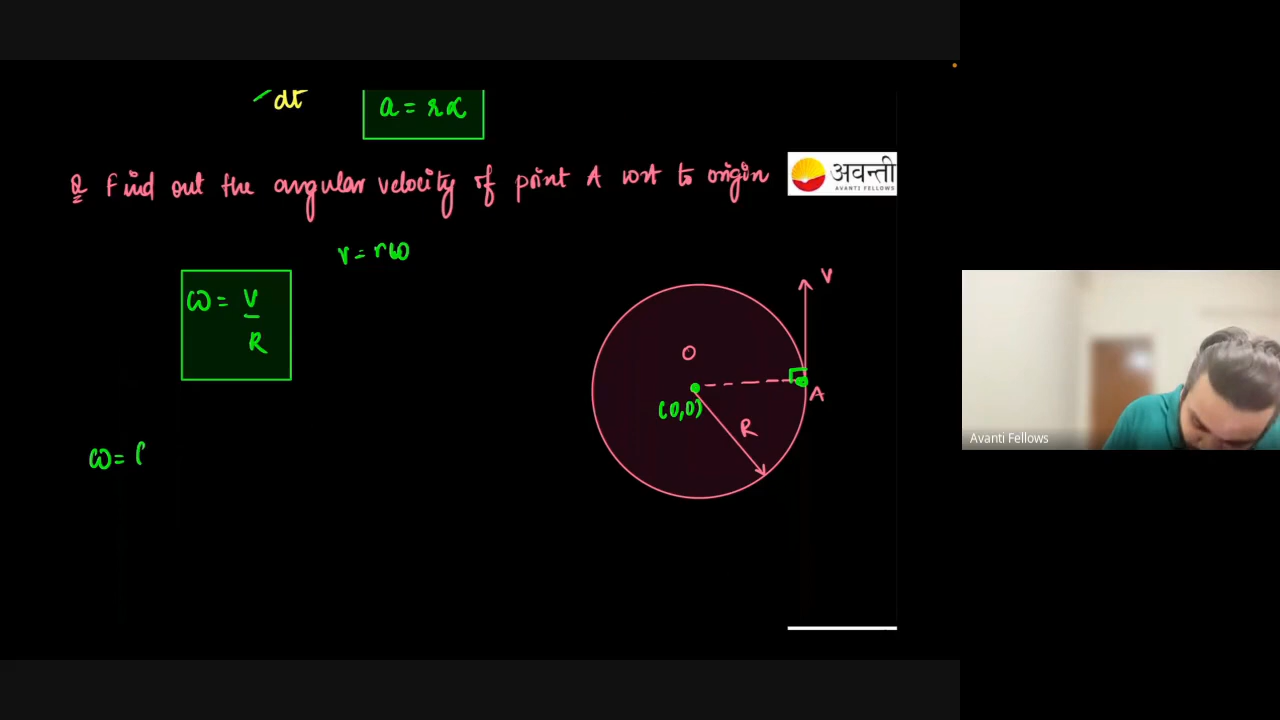 dt
a = rα
Q Find out the angular velocity of point A wrt to origin
अवन्ती
AVANTI FELLOWS
v = rω
ω = V
R
V
O
A
(0,0)
R
ω = (
Avanti Fellows